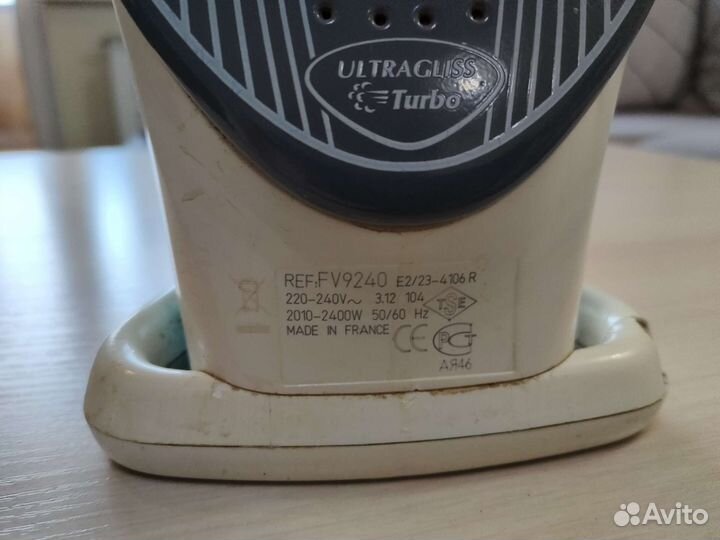 ULTRAGLISS
Turbo
REF:FV9240 E2/23-4106 R
220-240V~ 3.12 104
TSE
2010-2400W 50/60 Hz
MADE IN FRANCE
CE
РСТ
АЯ46
Avito